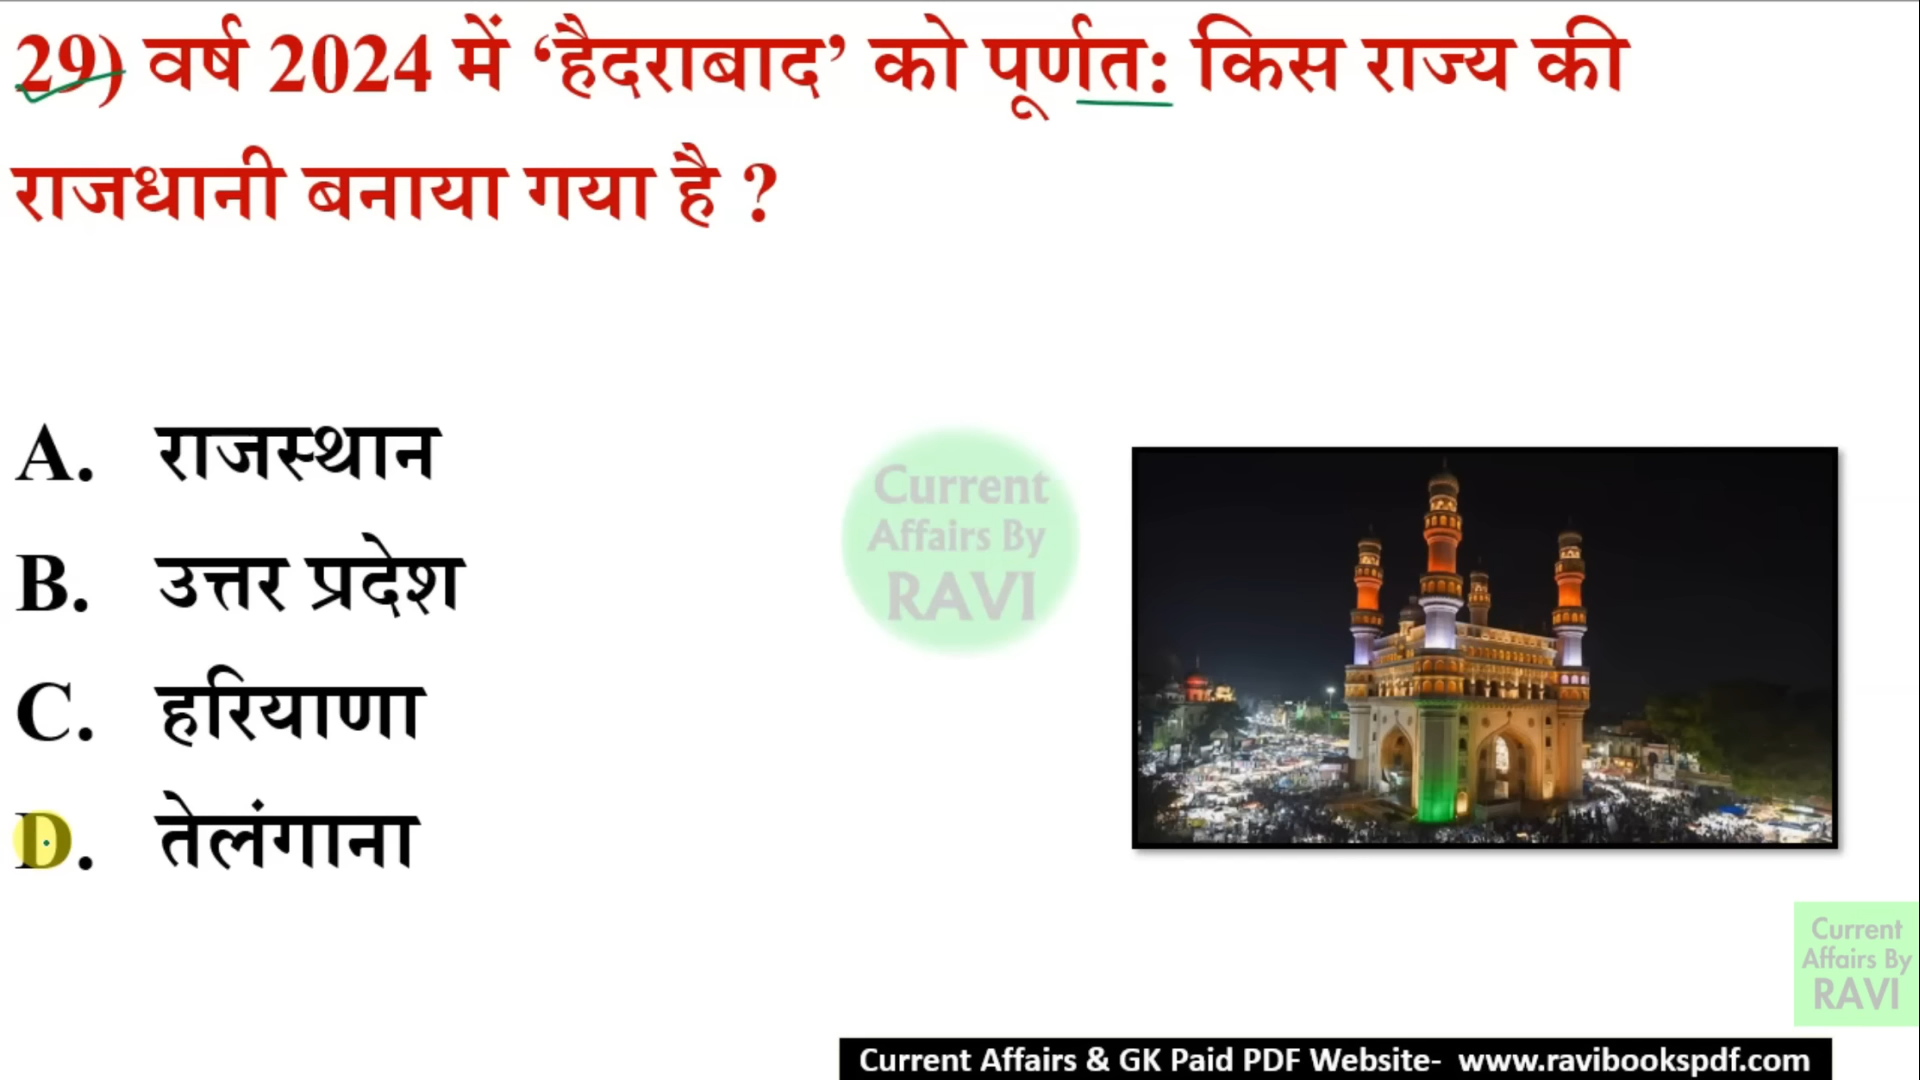 29) वर्ष 2024 में ‘हैदराबाद’ को पूर्णत: किस राज्य की
राजधानी बनाया गया है ?
A. राजस्थान
B. उत्तर प्रदेश
C. हरियाणा
D. तेलंगाना
Current
Affairs By
RAVI
Current
Affairs By
RAVI
Current Affairs & GK Paid PDF Website- www.ravibookspdf.com